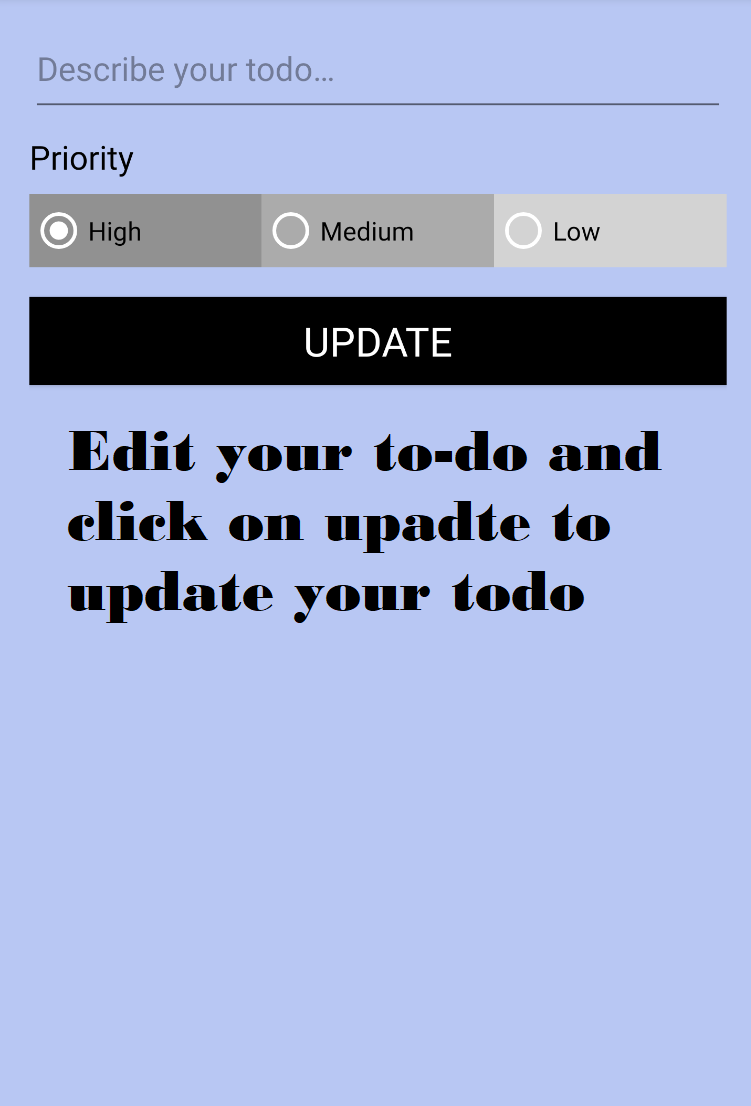 Describe your todo...
Priority
High Medium Low
UPDATE
Edit your to-do and
click on upadte to
update your todo